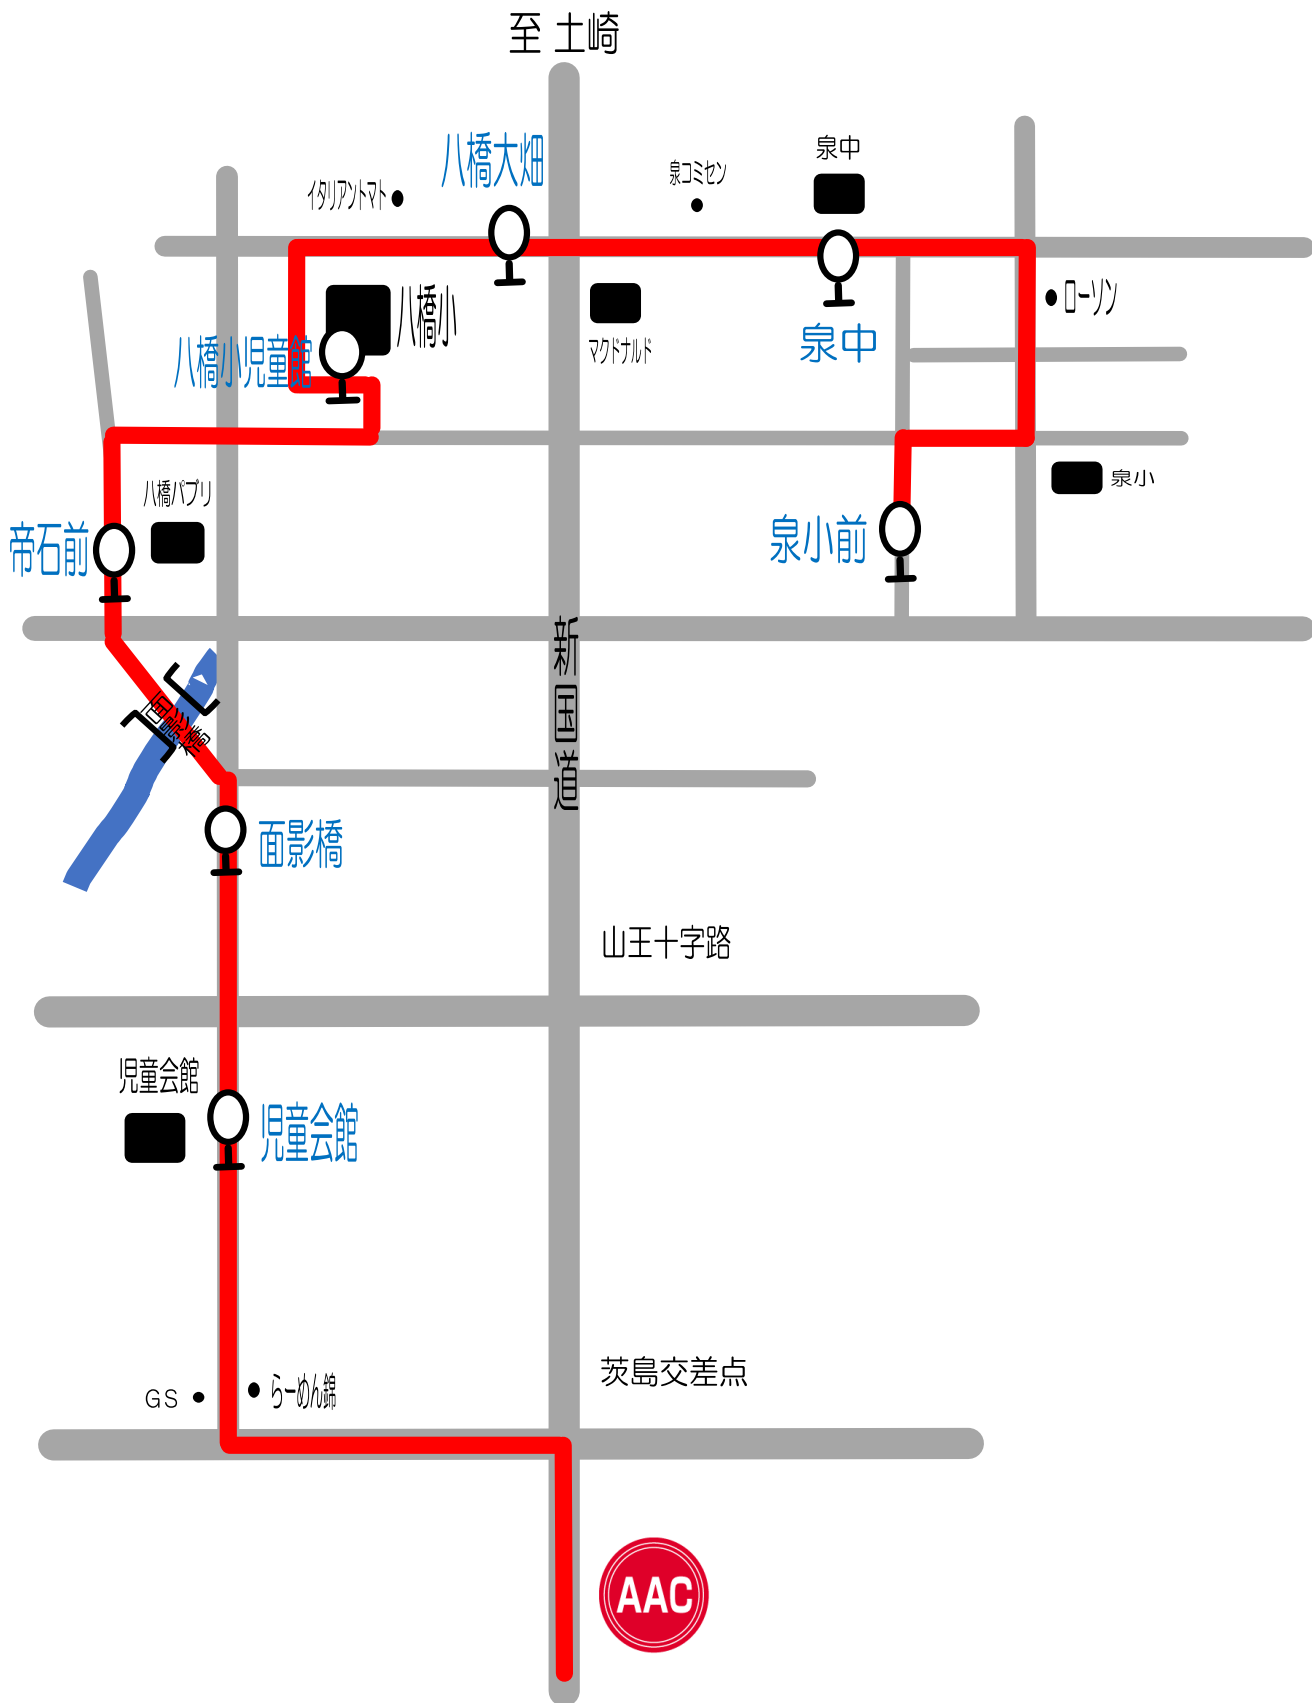 至 土崎
八橋大畑
泉中
泉コミセン
イタリアントマト
ローソン
八橋小
泉中
八橋小児童館
マクドナルド
泉小
八橋パプリ
帝石前
泉小前
新国道
面影橋
面影橋
山王十字路
児童会館
児童会館
茨島交差点
GS
らーめん錦
AAC